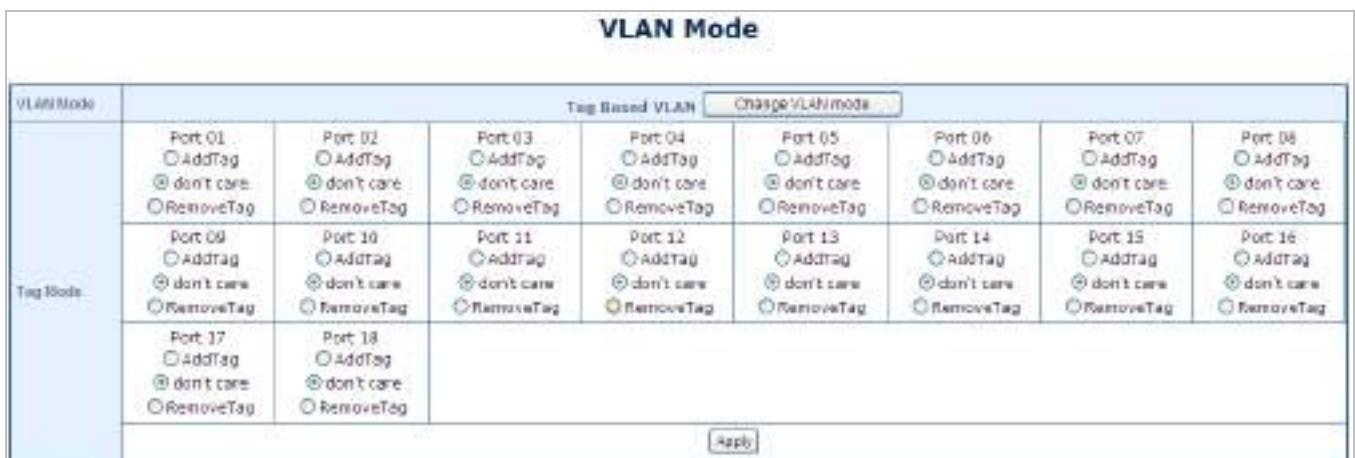 VLAN Mode
VLAN Mode
Tag Based VLAN Change VLAN mode
Port 01 Port 02 Port 03 Port 04 Port 05 Port 06 Port 07 Port 08
AddTag AddTag AddTag AddTag AddTag AddTag AddTag AddTag
don't care don't care don't care don't care don't care don't care don't care don't care
RemoveTag RemoveTag RemoveTag RemoveTag RemoveTag RemoveTag RemoveTag RemoveTag
Tag Mode
Port 09 Port 10 Port 11 Port 12 Port 13 Port 14 Port 15 Port 16
AddTag AddTag AddTag AddTag AddTag AddTag AddTag AddTag
don't care don't care don't care don't care don't care don't care don't care don't care
RemoveTag RemoveTag RemoveTag RemoveTag RemoveTag RemoveTag RemoveTag RemoveTag
Port 17 Port 18
AddTag AddTag
don't care don't care
RemoveTag RemoveTag
Apply